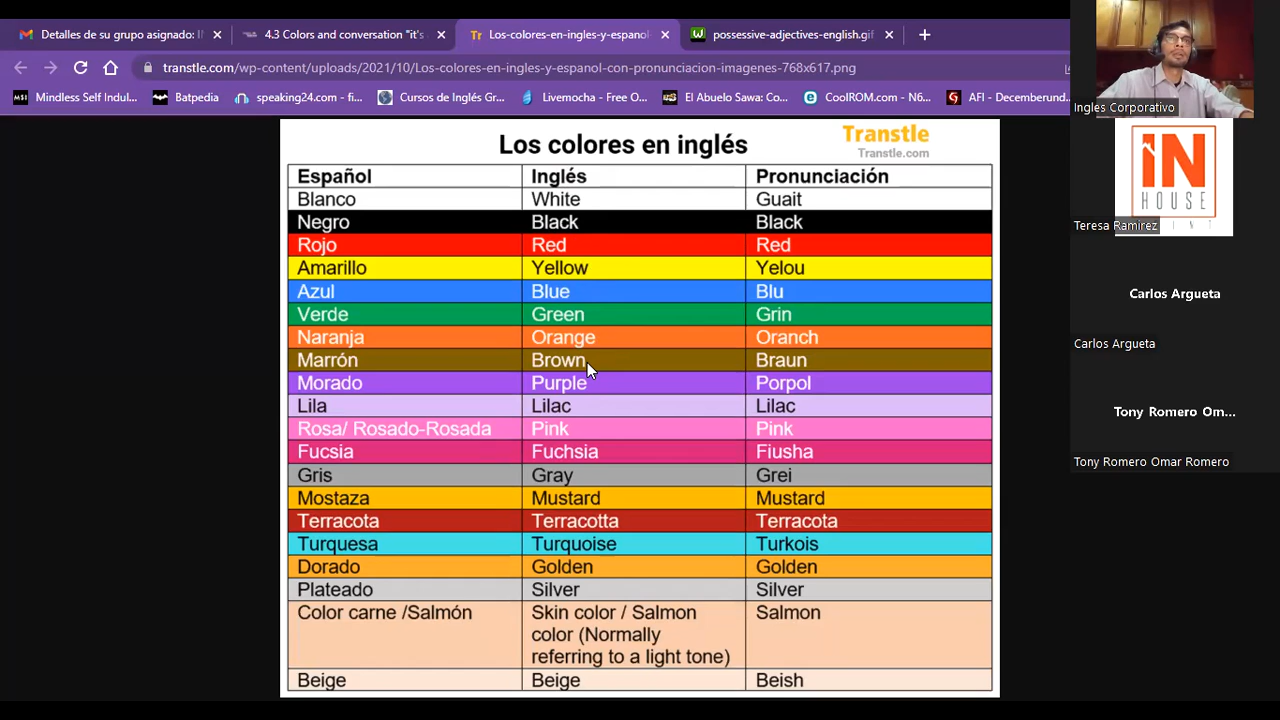 Detalles de su grupo asignado: I
4.3 Colors and conversation "it's
Los-colores-en-ingles-y-espanol
possessive-adjectives-english.gif
transtle.com/wp-content/uploads/2021/10/Los-colores-en-ingles-y-espanol-con-pronunciacion-imagenes-768x617.png
Mindless Self Indul...
Batpedia
speaking24.com - fi...
Cursos de Inglés Gr...
Livemocha - Free O...
El Abuelo Sawa: Co...
CoolROM.com - N6...
AFI - Decemberund...
Los colores en inglés
Transtle
Transtle.com
Español Inglés Pronunciación
Blanco White Guait
Negro Black Black
Rojo Red Red
Amarillo Yellow Yelou
Azul Blue Blu
Verde Green Grin
Naranja Orange Oranch
Marrón Brown Braun
Morado Purple Porpol
Lila Lilac Lilac
Rosa/ Rosado-Rosada Pink Pink
Fucsia Fuchsia Fiusha
Gris Gray Grei
Mostaza Mustard Mustard
Terracota Terracotta Terracota
Turquesa Turquoise Turkois
Dorado Golden Golden
Plateado Silver Silver
Color carne /Salmón Skin color / Salmon Salmon
color (Normally
referring to a light tone)
Beige Beige Beish
Ingles Corporativo
iN
HOUSE
Teresa Ramirez
Carlos Argueta
Carlos Argueta
Tony Romero Om...
Tony Romero Omar Romero